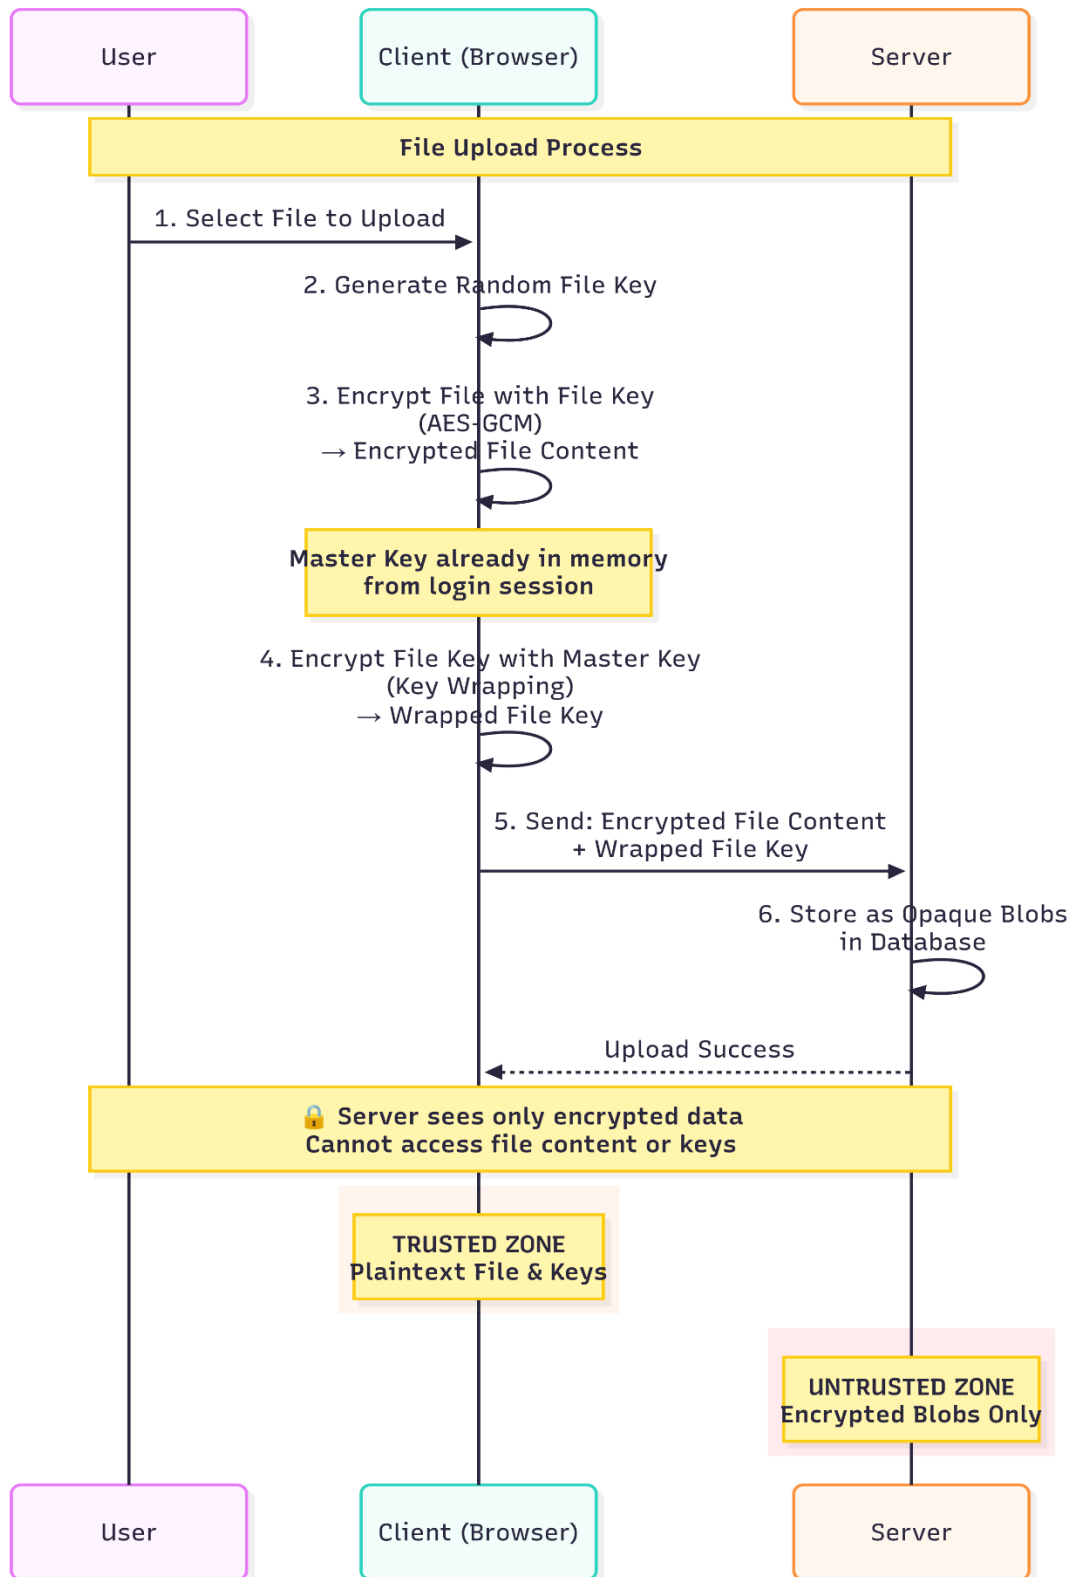 User
Client (Browser)
Server
File Upload Process
1. Select File to Upload
2. Generate Random File Key
3. Encrypt File with File Key
(AES-GCM)
→ Encrypted File Content
Master Key already in memory
from login session
4. Encrypt File Key with Master Key
(Key Wrapping)
→ Wrapped File Key
5. Send: Encrypted File Content
+ Wrapped File Key
6. Store as Opaque Blobs
in Database
Upload Success
🔒 Server sees only encrypted data
Cannot access file content or keys
TRUSTED ZONE
Plaintext File & Keys
UNTRUSTED ZONE
Encrypted Blobs Only
User
Client (Browser)
Server